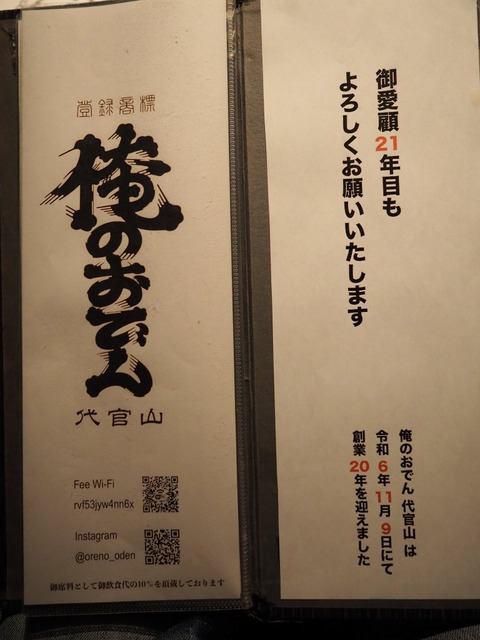 登録商標
俺のおでん
代官山
Fee Wi-Fi
rvf53jyw4nn6x
Instagram
@oreno_oden
御席料として御飲食代の10%を頂戴しております
御愛顧21年目も
よろしくお願いいたします
俺のおでん 代官山 は
令和6年11月9日にて
創業20年を迎えました